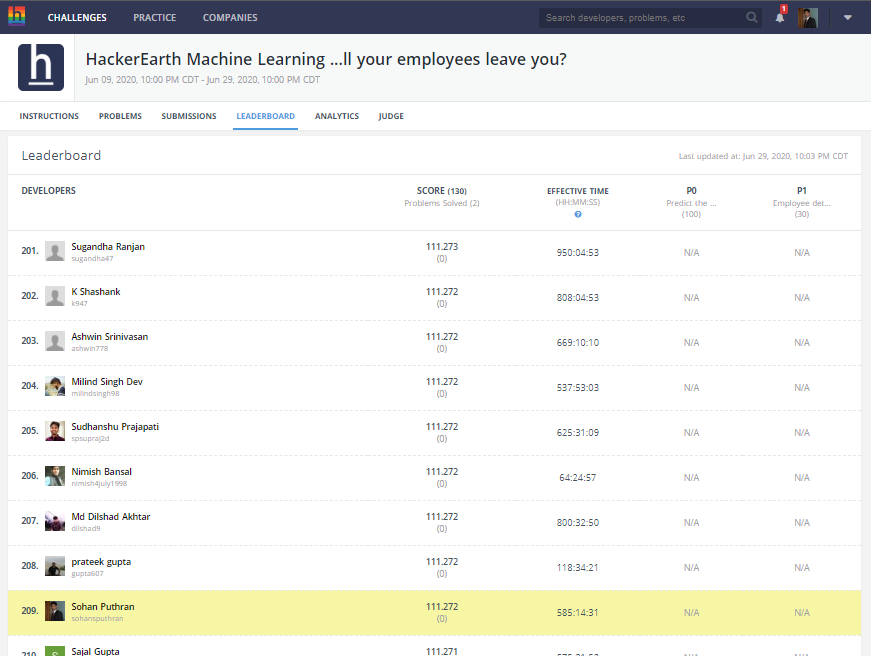 CHALLENGES PRACTICE COMPANIES Search developers, problems, etc 1
h
HackerEarth Machine Learning ...ll your employees leave you?
Jun 09, 2020, 10:00 PM CDT - Jun 29, 2020, 10:00 PM CDT
INSTRUCTIONS PROBLEMS SUBMISSIONS LEADERBOARD ANALYTICS JUDGE
Leaderboard Last updated at: Jun 29, 2020, 10:03 PM CDT
DEVELOPERS SCORE (130) EFFECTIVE TIME P0 P1
Problems Solved (2) (HH:MM:SS) Predict the ... Employee det...
? (100) (30)
201. Sugandha Ranjan 111.273 950:04:53 N/A N/A
sugandha47 (0)
202. K Shashank 111.272 808:04:53 N/A N/A
k947 (0)
203. Ashwin Srinivasan 111.272 669:10:10 N/A N/A
ashwin778 (0)
204. Milind Singh Dev 111.272 537:53:03 N/A N/A
milindsingh98 (0)
205. Sudhanshu Prajapati 111.272 625:31:09 N/A N/A
spsupraj2d (0)
206. Nimish Bansal 111.272 64:24:57 N/A N/A
nimish4july1998 (0)
207. Md Dilshad Akhtar 111.272 800:32:50 N/A N/A
dilshad9 (0)
208. prateek gupta 111.272 118:34:21 N/A N/A
gupta607 (0)
209. Sohan Puthran 111.272 585:14:31 N/A N/A
sohansputhran (0)
210. S Sajal Gupta 111.271 N/A N/A